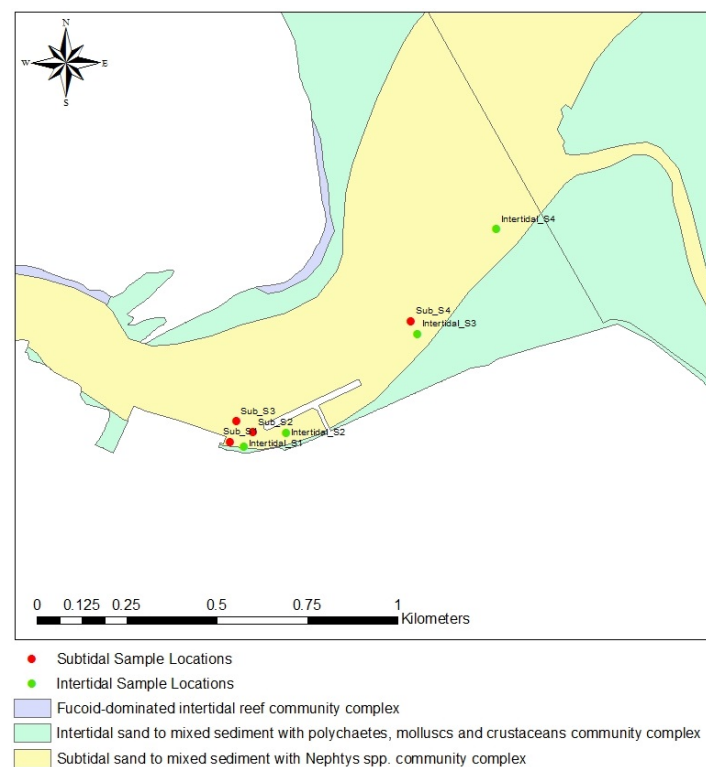 N
W E
S
Intertidal_S4
Sub_S4
Intertidal_S3
Sub_S3
Sub_S2
Intertidal_S2
Intertidal_S1
0 0.125 0.25 0.5 0.75 1
Kilometers
Subtidal Sample Locations
Intertidal Sample Locations
Fucoid-dominated intertidal reef community complex
Intertidal sand to mixed sediment with polychaetes, molluscs and crustaceans community complex
Subtidal sand to mixed sediment with Nephtys spp. community complex